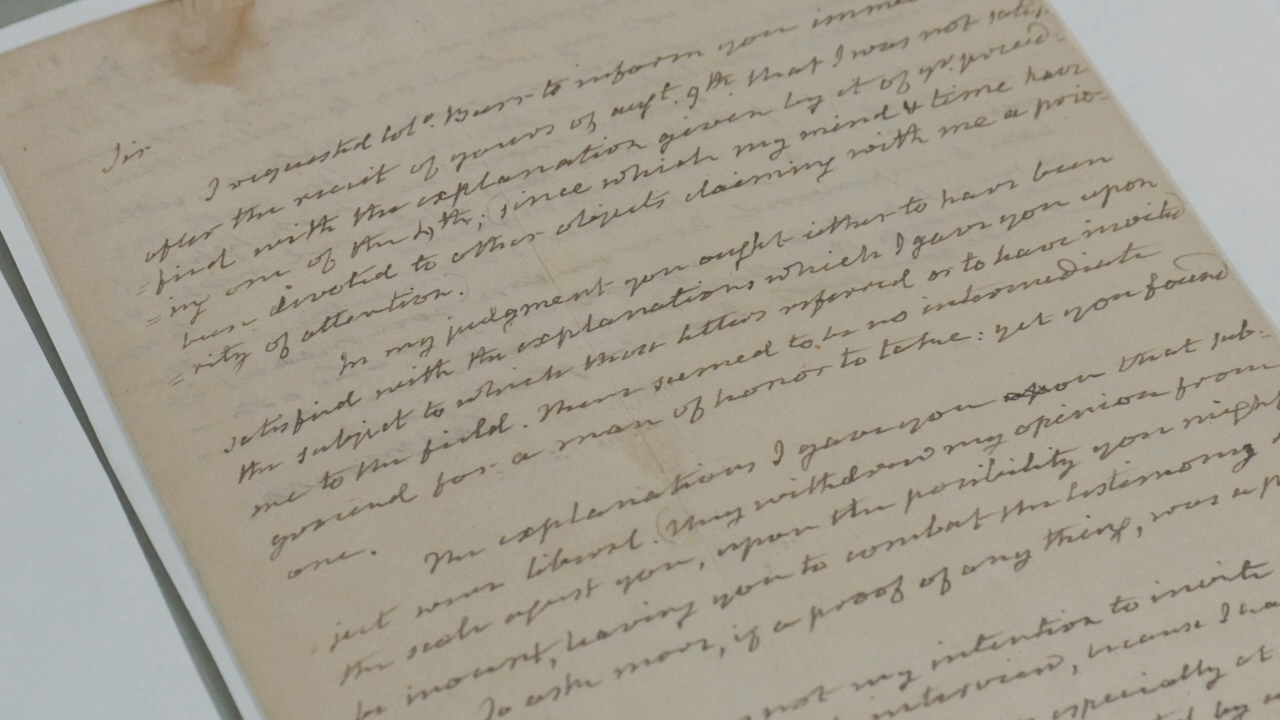 Sir
I requested Colo. Burr to inform you imme
after the receit of yours of augt. 9th. that I was not satis-
=fied with the explanation given by it of yr. preced-
=ing one of the 4th; since which my mind & time have
been devoted to other objects claiming with me a prio-
=rity of attention.
In my judgment you ought either to have been
satisfied with the explanations which I gave you upon
the subject to which those letters referred or to have invited
me to the field. There seemed to be no intermediate
ground for a man of honor to take: yet you found
one.
The explanations I gave you upon that sub-
ject were liberal. They withdrew my opinion from
the scale against you, upon the posibility you might
be inocent, leaving you to combat the testimony
To ask more, if a proof of any thing, was a p
not my intention to invite
interview, because I ha
especially at
by